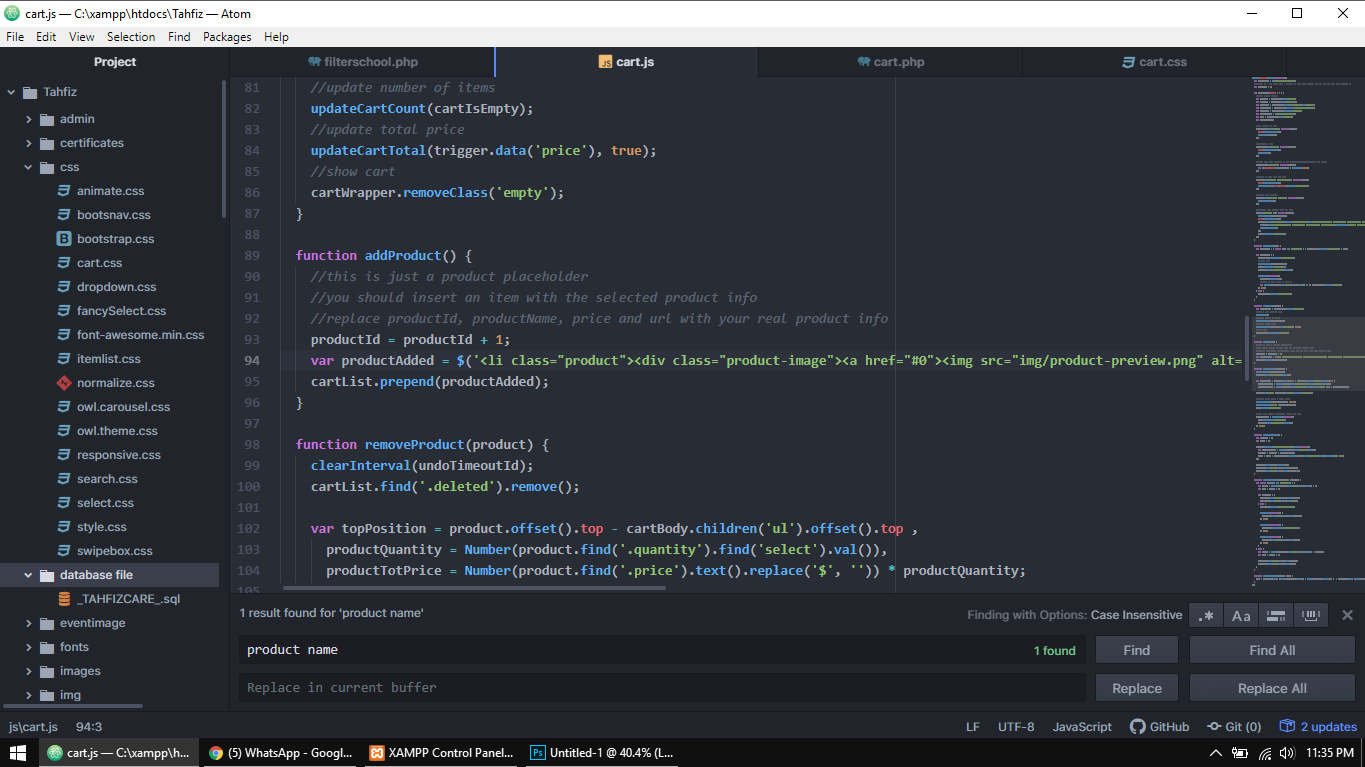 cart.js — C:\xampp\htdocs\Tahfiz — Atom
File Edit View Selection Find Packages Help
Project
filterschool.php
cart.js
cart.php
cart.css
Tahfiz
admin
certificates
css
animate.css
bootsnav.css
bootstrap.css
cart.css
dropdown.css
fancySelect.css
font-awesome.min.css
itemlist.css
normalize.css
owl.carousel.css
owl.theme.css
responsive.css
search.css
select.css
style.css
swipebox.css
database file
_TAHFIZCARE_.sql
eventimage
fonts
images
img
81 //update number of items
82 updateCartCount(cartIsEmpty);
83 //update total price
84 updateCartTotal(trigger.data('price'), true);
85 //show cart
86 cartWrapper.removeClass('empty');
87 }
88
89 function addProduct() {
90 //this is just a product placeholder
91 //you should insert an item with the selected product info
92 //replace productId, productName, price and url with your real product info
93 productId = productId + 1;
94 var productAdded = $('<li class="product"><div class="product-image"><a href="#0"><img src="img/product-preview.png" alt=
95 cartList.prepend(productAdded);
96 }
97
98 function removeProduct(product) {
99 clearInterval(undoTimeoutId);
100 cartList.find('.deleted').remove();
101
102 var topPosition = product.offset().top - cartBody.children('ul').offset().top ,
103 productQuantity = Number(product.find('.quantity').find('select').val()),
104 productTotPrice = Number(product.find('.price').text().replace('$', '')) * productQuantity;
105
1 result found for 'product name'
Finding with Options: Case Insensitive
.* Aa
product name
1 found
Find
Find All
Replace in current buffer
Replace
Replace All
js\cart.js 94:3
LF UTF-8 JavaScript GitHub Git (0) 2 updates
cart.js — C:\xampp\h...
(5) WhatsApp - Googl...
XAMPP Control Panel...
Ps Untitled-1 @ 40.4% (L...
11:35 PM